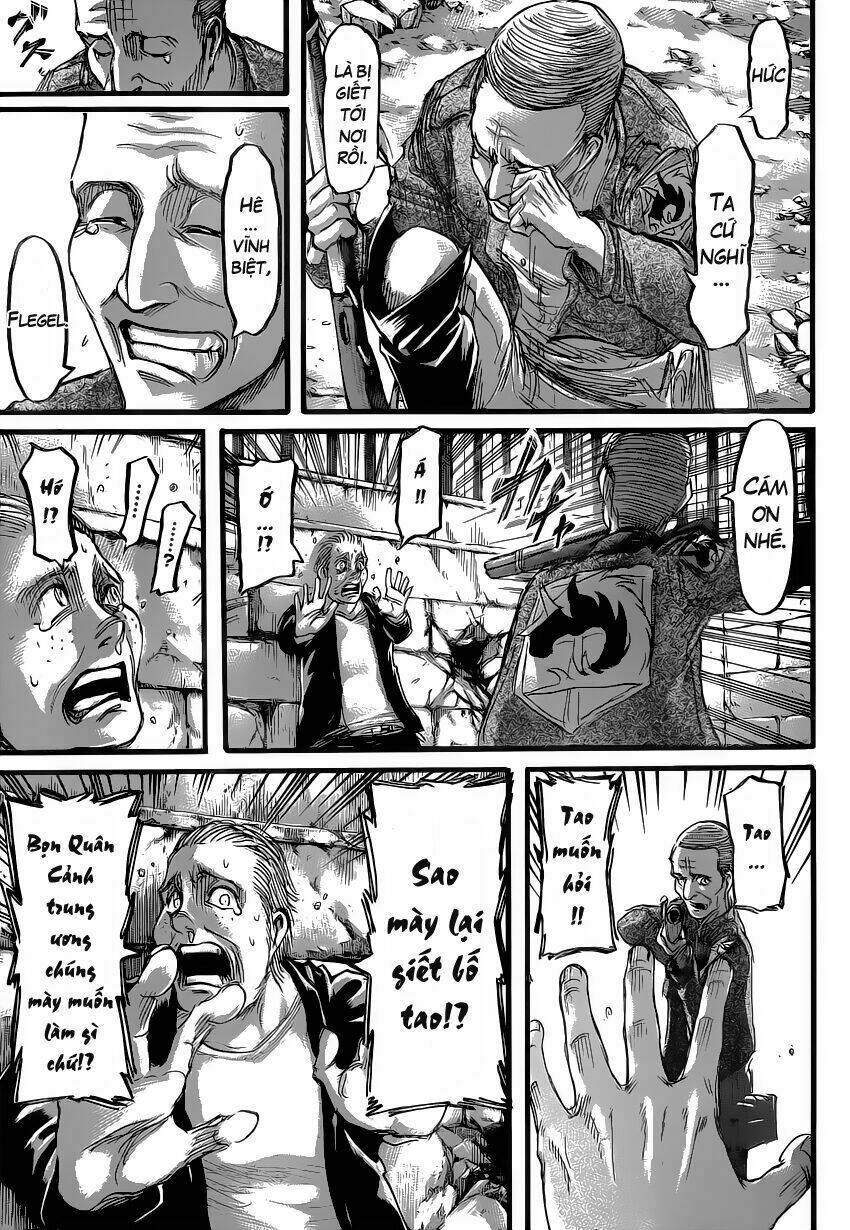 HỨC
TA
CỨ
NGHĨ
...
LÀ BỊ
GIẾT TỚI
NƠI
RỒI.
HÊ
...
VĨNH
BIỆT,
FLEGEL.
CÁM
ƠN
NHÉ.
Á
!!
Ớ
...
!?
.........
?
Hớ
!?
Tao
...
Tao
muốn
hỏi
!!
Sao
mày lại
giết bố
tao!?
Bọn Quân
Cảnh
trung
ương
chúng
mày muốn
làm gì
chứ!?